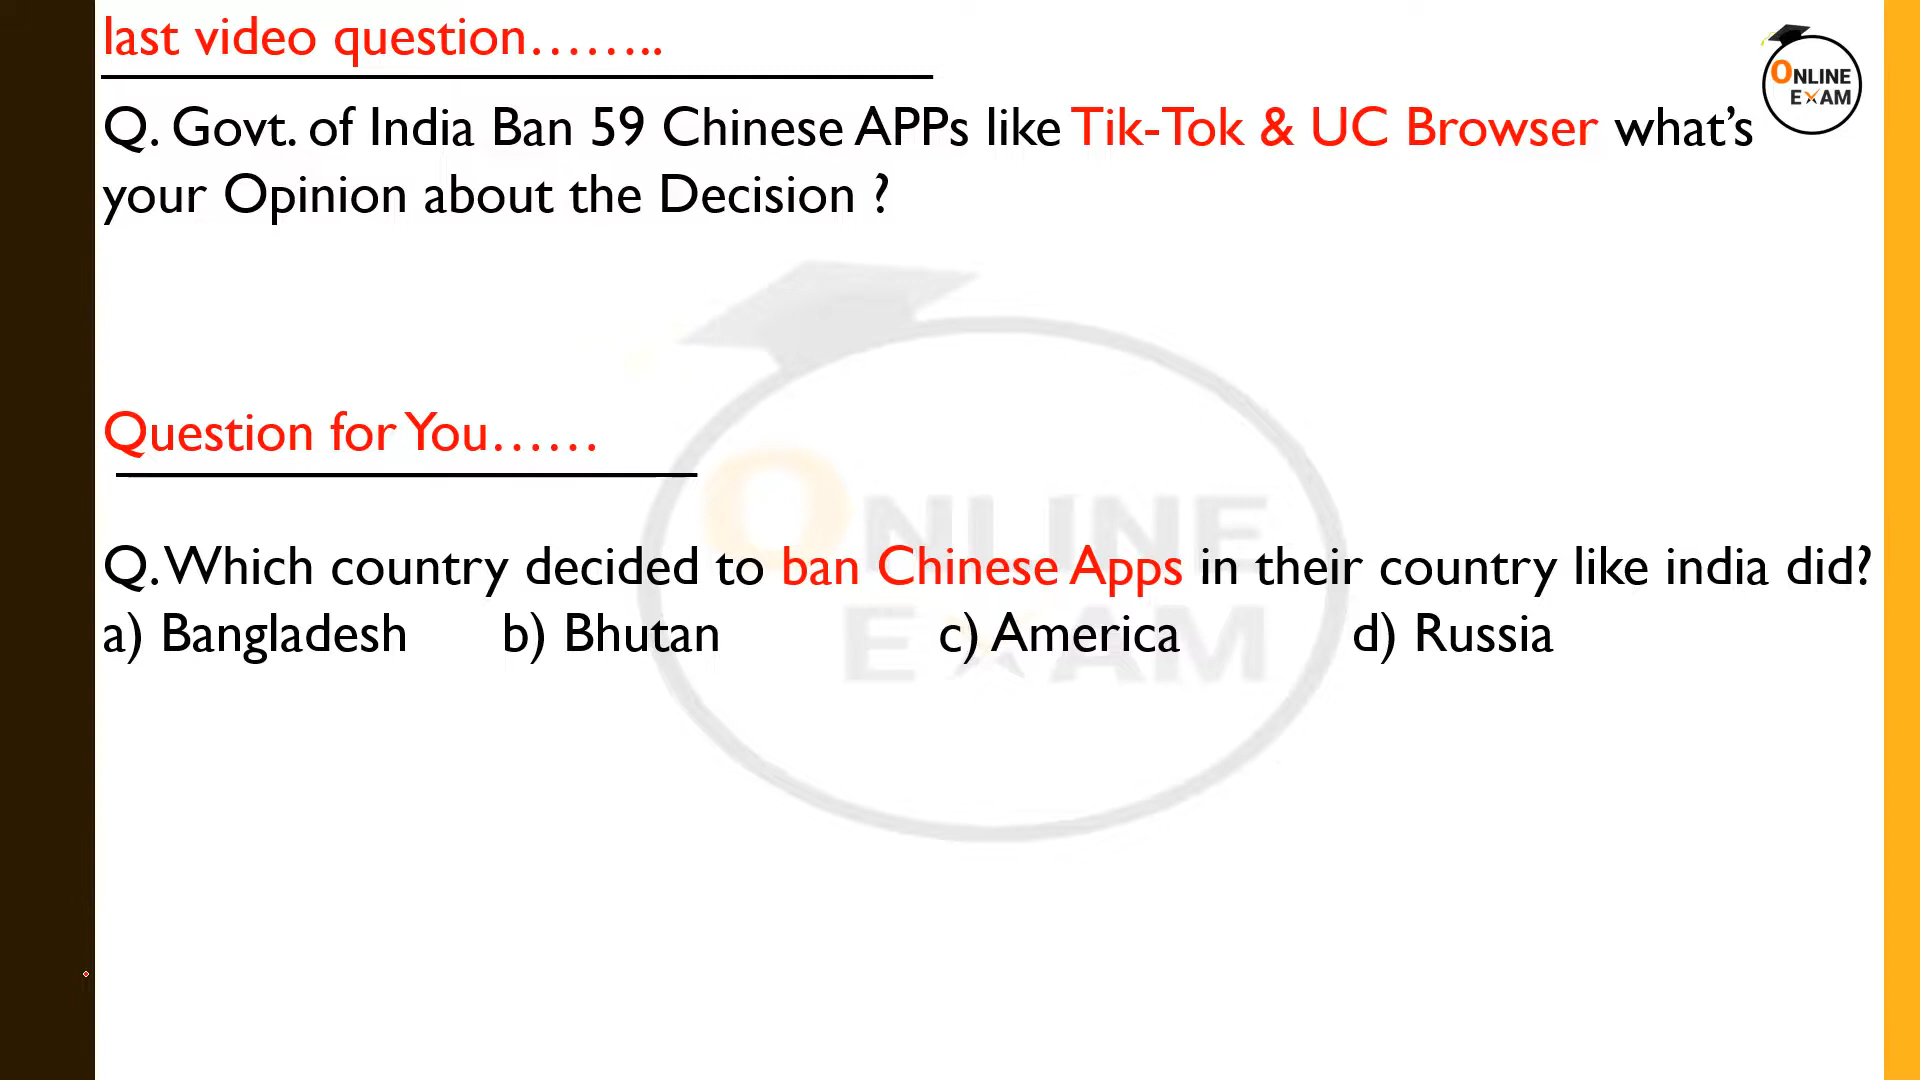 last video question……..
ONLINE
EXAM
Q. Govt. of India Ban 59 Chinese APPs like Tik-Tok & UC Browser what’s
your Opinion about the Decision ?
Question for You……
Q. Which country decided to ban Chinese Apps in their country like india did?
a) Bangladesh b) Bhutan c) America d) Russia
ONLINE
EXAM